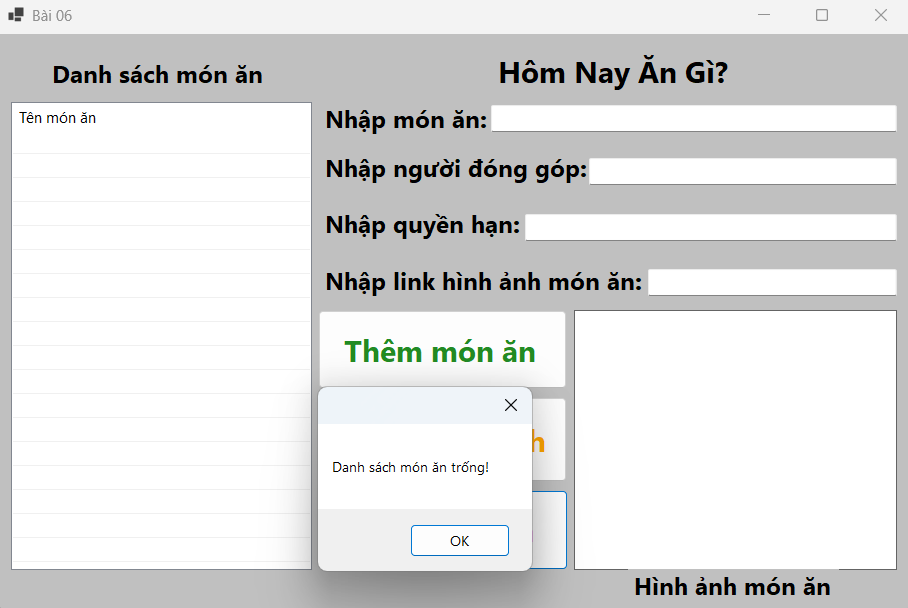 Bài 06
Danh sách món ăn
Tên món ăn
Hôm Nay Ăn Gì?
Nhập món ăn:
Nhập người đóng góp:
Nhập quyền hạn:
Nhập link hình ảnh món ăn:
Thêm món ăn
Danh sách món ăn trống!
OK
Hình ảnh món ăn